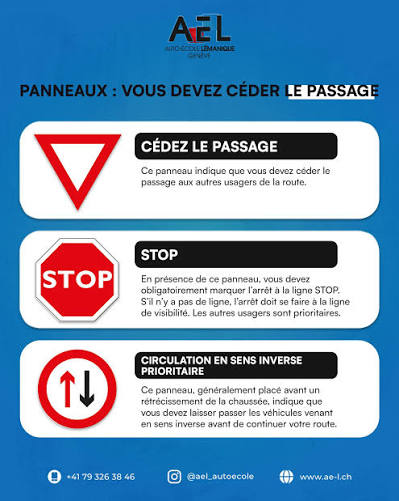 AEL
AUTO-ÉCOLE LÉMANIQUE
GENÈVE
PANNEAUX : VOUS DEVEZ CÉDER LE PASSAGE
CÉDEZ LE PASSAGE
Ce panneau indique que vous devez céder le
passage aux autres usagers de la route.
STOP
STOP
En présence de ce panneau, vous devez
obligatoirement marquer l'arrêt à la ligne STOP.
S'il n'y a pas de ligne, l'arrêt doit se faire à la ligne
de visibilité. Les autres usagers sont prioritaires.
CIRCULATION EN SENS INVERSE
PRIORITAIRE
Ce panneau, généralement placé avant un
rétrécissement de la chaussée, indique que
vous devez laisser passer les véhicules venant
en sens inverse avant de continuer votre route.
+41 79 326 38 46
@ael_autoecole
www.ae-l.ch